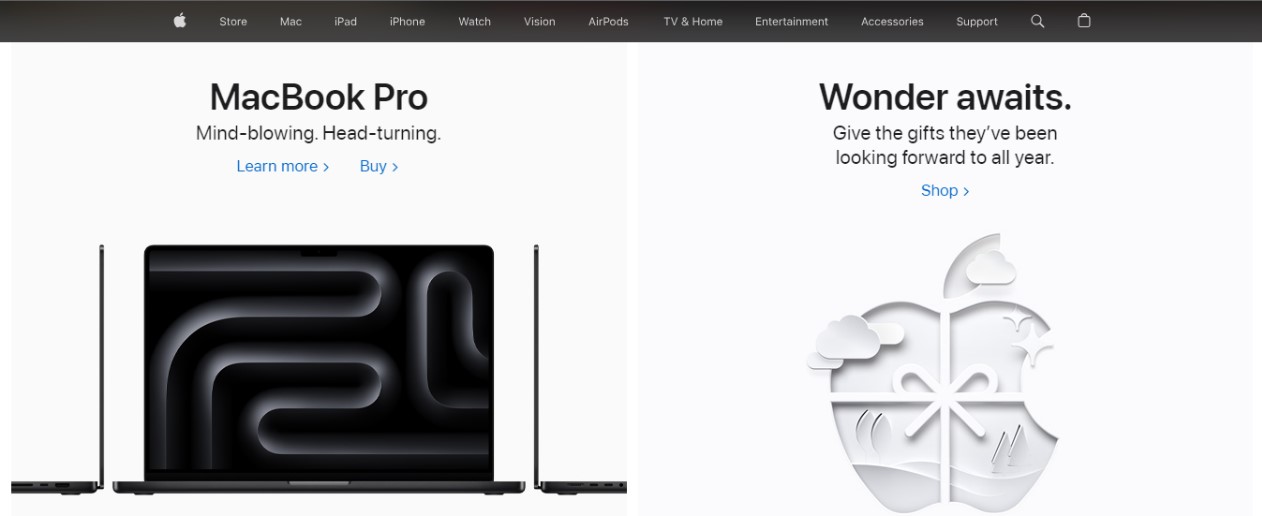 Store Mac iPad iPhone Watch Vision AirPods TV & Home Entertainment Accessories Support
MacBook Pro
Mind-blowing. Head-turning.
Learn more > Buy >
Wonder awaits.
Give the gifts they’ve been
looking forward to all year.
Shop >